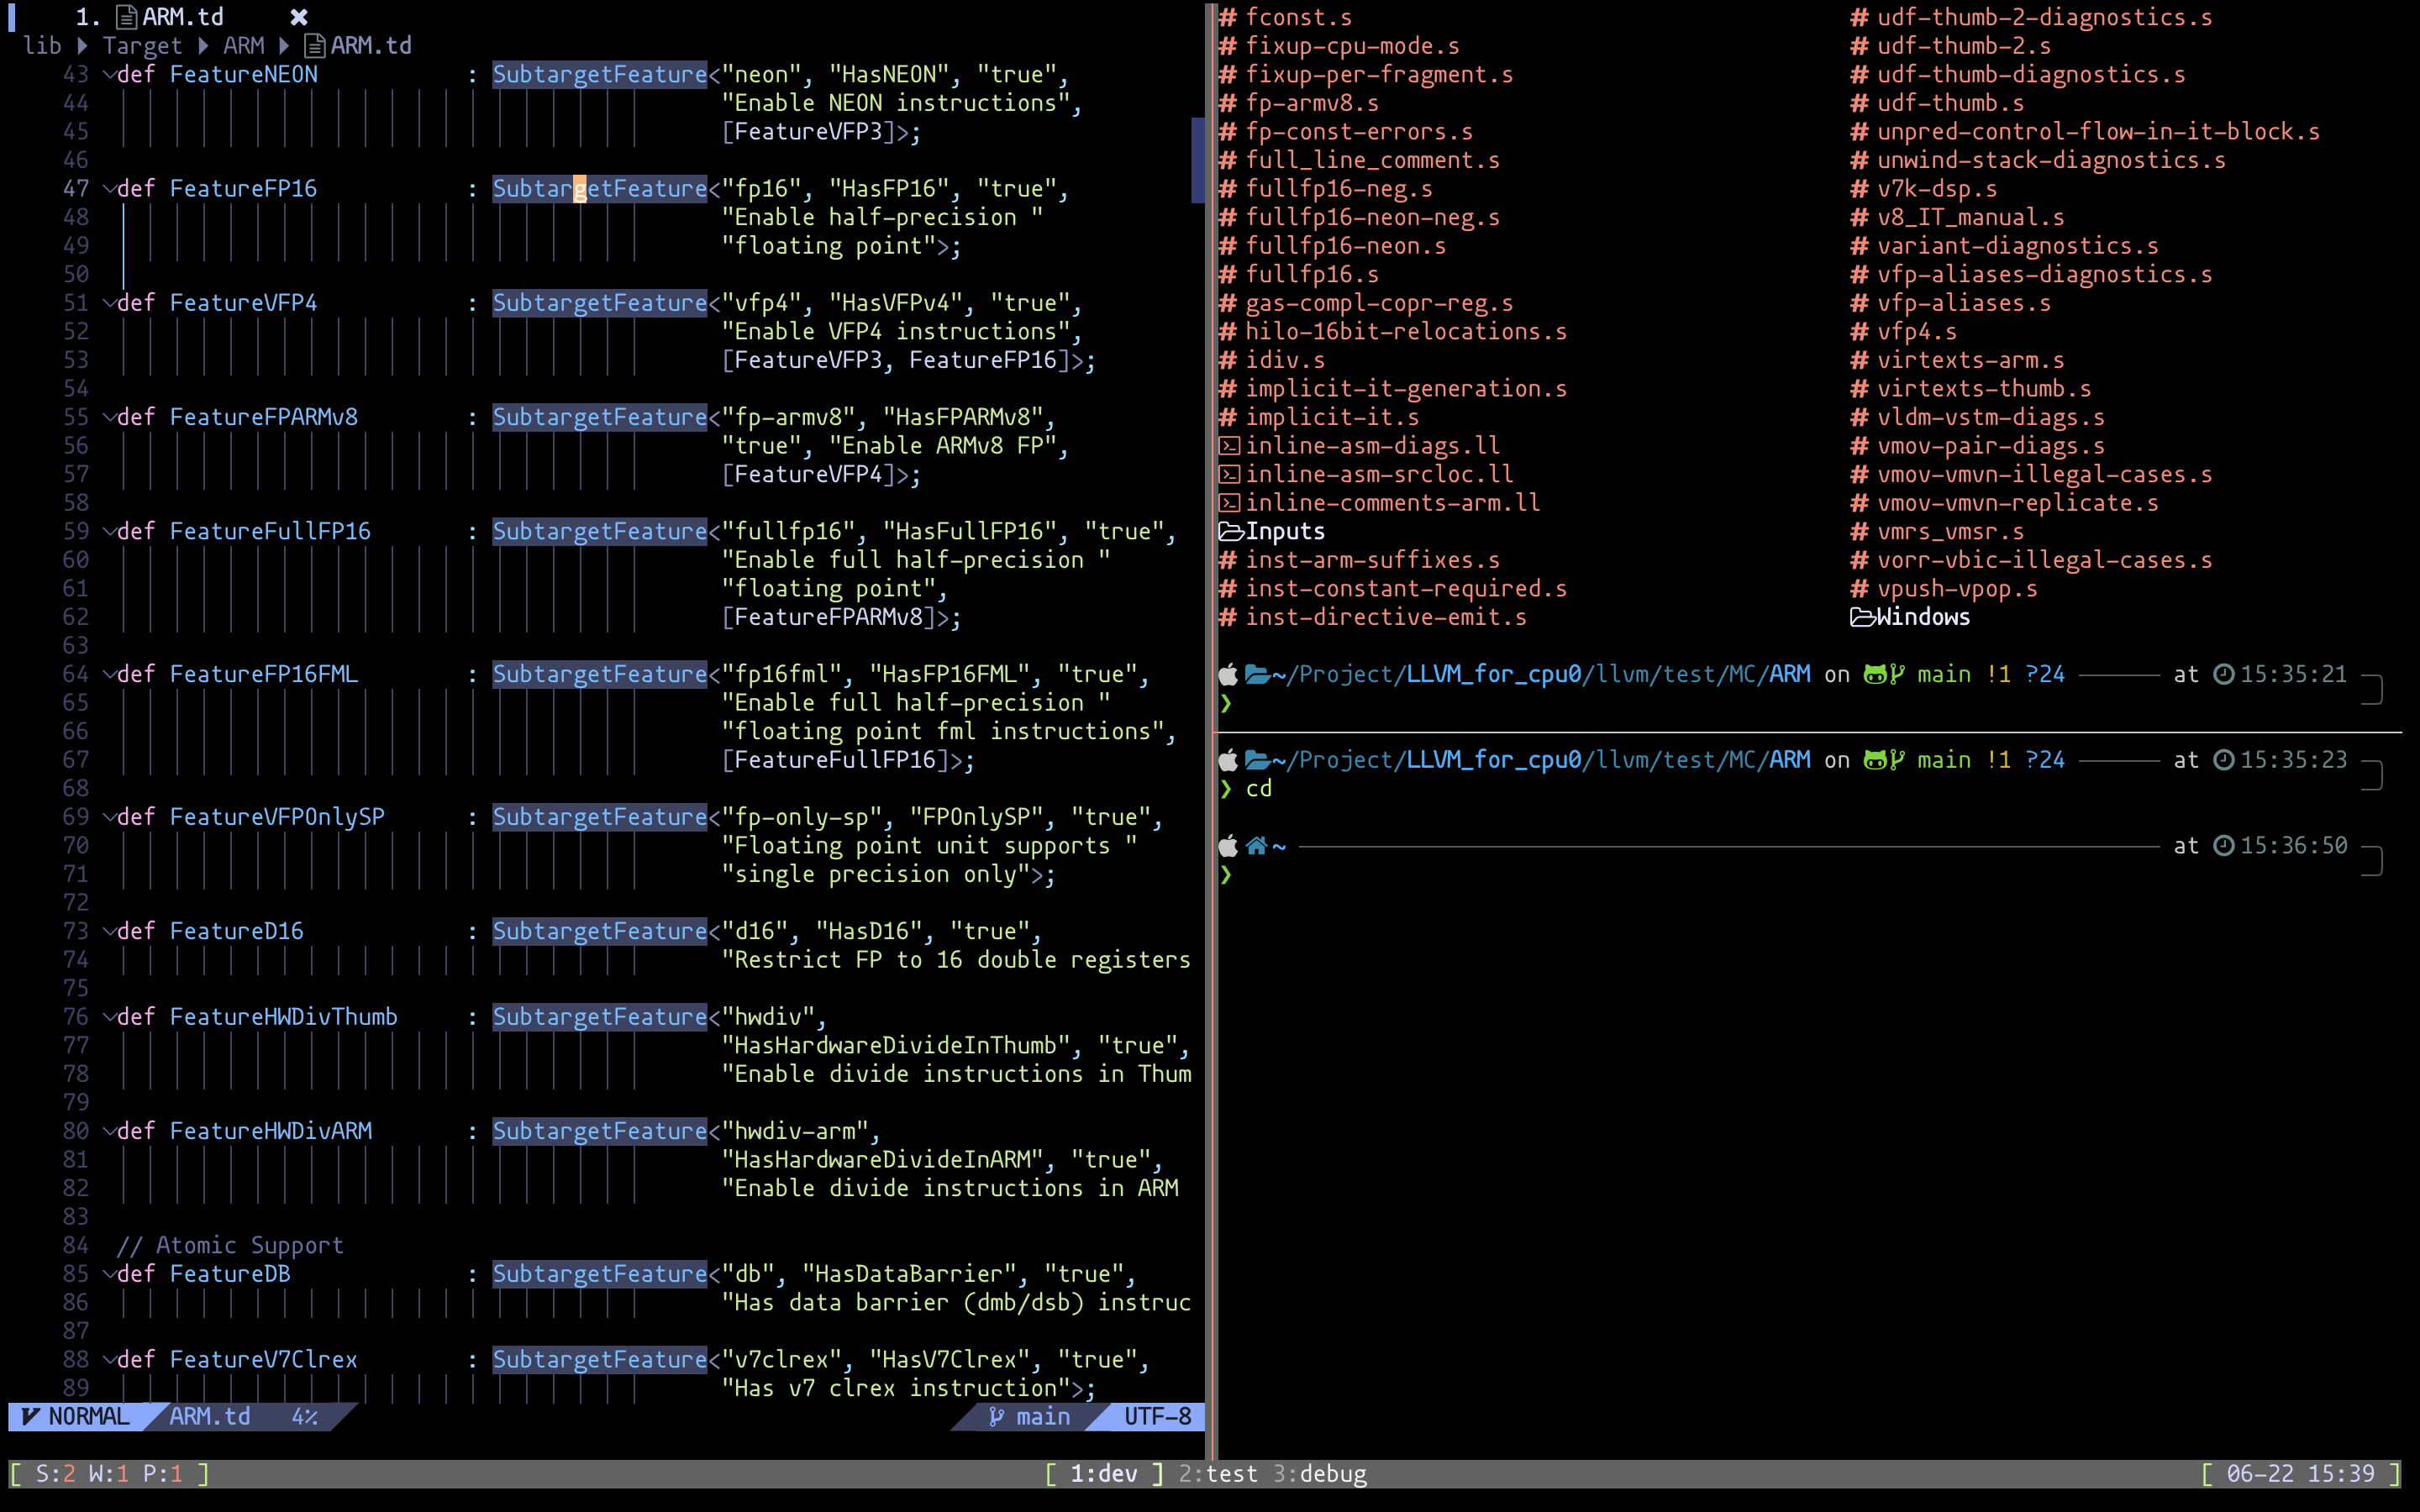 1. ARM.td ✖
lib ▶ Target ▶ ARM ▶ ARM.td
43 def FeatureNEON : SubtargetFeature<"neon", "HasNEON", "true",
44 "Enable NEON instructions",
45 [FeatureVFP3]>;
46
47 def FeatureFP16 : SubtargetFeature<"fp16", "HasFP16", "true",
48 "Enable half-precision "
49 "floating point">;
50
51 def FeatureVFP4 : SubtargetFeature<"vfp4", "HasVFPv4", "true",
52 "Enable VFP4 instructions",
53 [FeatureVFP3, FeatureFP16]>;
54
55 def FeatureFPARMv8 : SubtargetFeature<"fp-armv8", "HasFPARMv8",
56 "true", "Enable ARMv8 FP",
57 [FeatureVFP4]>;
58
59 def FeatureFullFP16 : SubtargetFeature<"fullfp16", "HasFullFP16", "true",
60 "Enable full half-precision "
61 "floating point",
62 [FeatureFPARMv8]>;
63
64 def FeatureFP16FML : SubtargetFeature<"fp16fml", "HasFP16FML", "true",
65 "Enable full half-precision "
66 "floating point fml instructions",
67 [FeatureFullFP16]>;
68
69 def FeatureVFPOnlySP : SubtargetFeature<"fp-only-sp", "FPOnlySP", "true",
70 "Floating point unit supports "
71 "single precision only">;
72
73 def FeatureD16 : SubtargetFeature<"d16", "HasD16", "true",
74 "Restrict FP to 16 double registers
75
76 def FeatureHWDivThumb : SubtargetFeature<"hwdiv",
77 "HasHardwareDivideInThumb", "true",
78 "Enable divide instructions in Thum
79
80 def FeatureHWDivARM : SubtargetFeature<"hwdiv-arm",
81 "HasHardwareDivideInARM", "true",
82 "Enable divide instructions in ARM
83
84 // Atomic Support
85 def FeatureDB : SubtargetFeature<"db", "HasDataBarrier", "true",
86 "Has data barrier (dmb/dsb) instruc
87
88 def FeatureV7Clrex : SubtargetFeature<"v7clrex", "HasV7Clrex", "true",
89 "Has v7 clrex instruction">;
NORMAL ARM.td 4% main UTF-8
# fconst.s # udf-thumb-2-diagnostics.s
# fixup-cpu-mode.s # udf-thumb-2.s
# fixup-per-fragment.s # udf-thumb-diagnostics.s
# fp-armv8.s # udf-thumb.s
# fp-const-errors.s # unpred-control-flow-in-it-block.s
# full_line_comment.s # unwind-stack-diagnostics.s
# fullfp16-neg.s # v7k-dsp.s
# fullfp16-neon-neg.s # v8_IT_manual.s
# fullfp16-neon.s # variant-diagnostics.s
# fullfp16.s # vfp-aliases-diagnostics.s
# gas-compl-copr-reg.s # vfp-aliases.s
# hilo-16bit-relocations.s # vfp4.s
# idiv.s # virtexts-arm.s
# implicit-it-generation.s # virtexts-thumb.s
# implicit-it.s # vldm-vstm-diags.s
inline-asm-diags.ll # vmov-pair-diags.s
inline-asm-srcloc.ll # vmov-vmvn-illegal-cases.s
inline-comments-arm.ll # vmov-vmvn-replicate.s
Inputs # vmrs_vmsr.s
# inst-arm-suffixes.s # vorr-vbic-illegal-cases.s
# inst-constant-required.s # vpush-vpop.s
# inst-directive-emit.s Windows
~/Project/LLVM_for_cpu0/llvm/test/MC/ARM on main !1 ?24 at 15:35:21
❯
~/Project/LLVM_for_cpu0/llvm/test/MC/ARM on main !1 ?24 at 15:35:23
❯ cd
~ at 15:36:50
❯
[ S:2 W:1 P:1 ] [ 1:dev ] 2:test 3:debug [ 06-22 15:39 ]